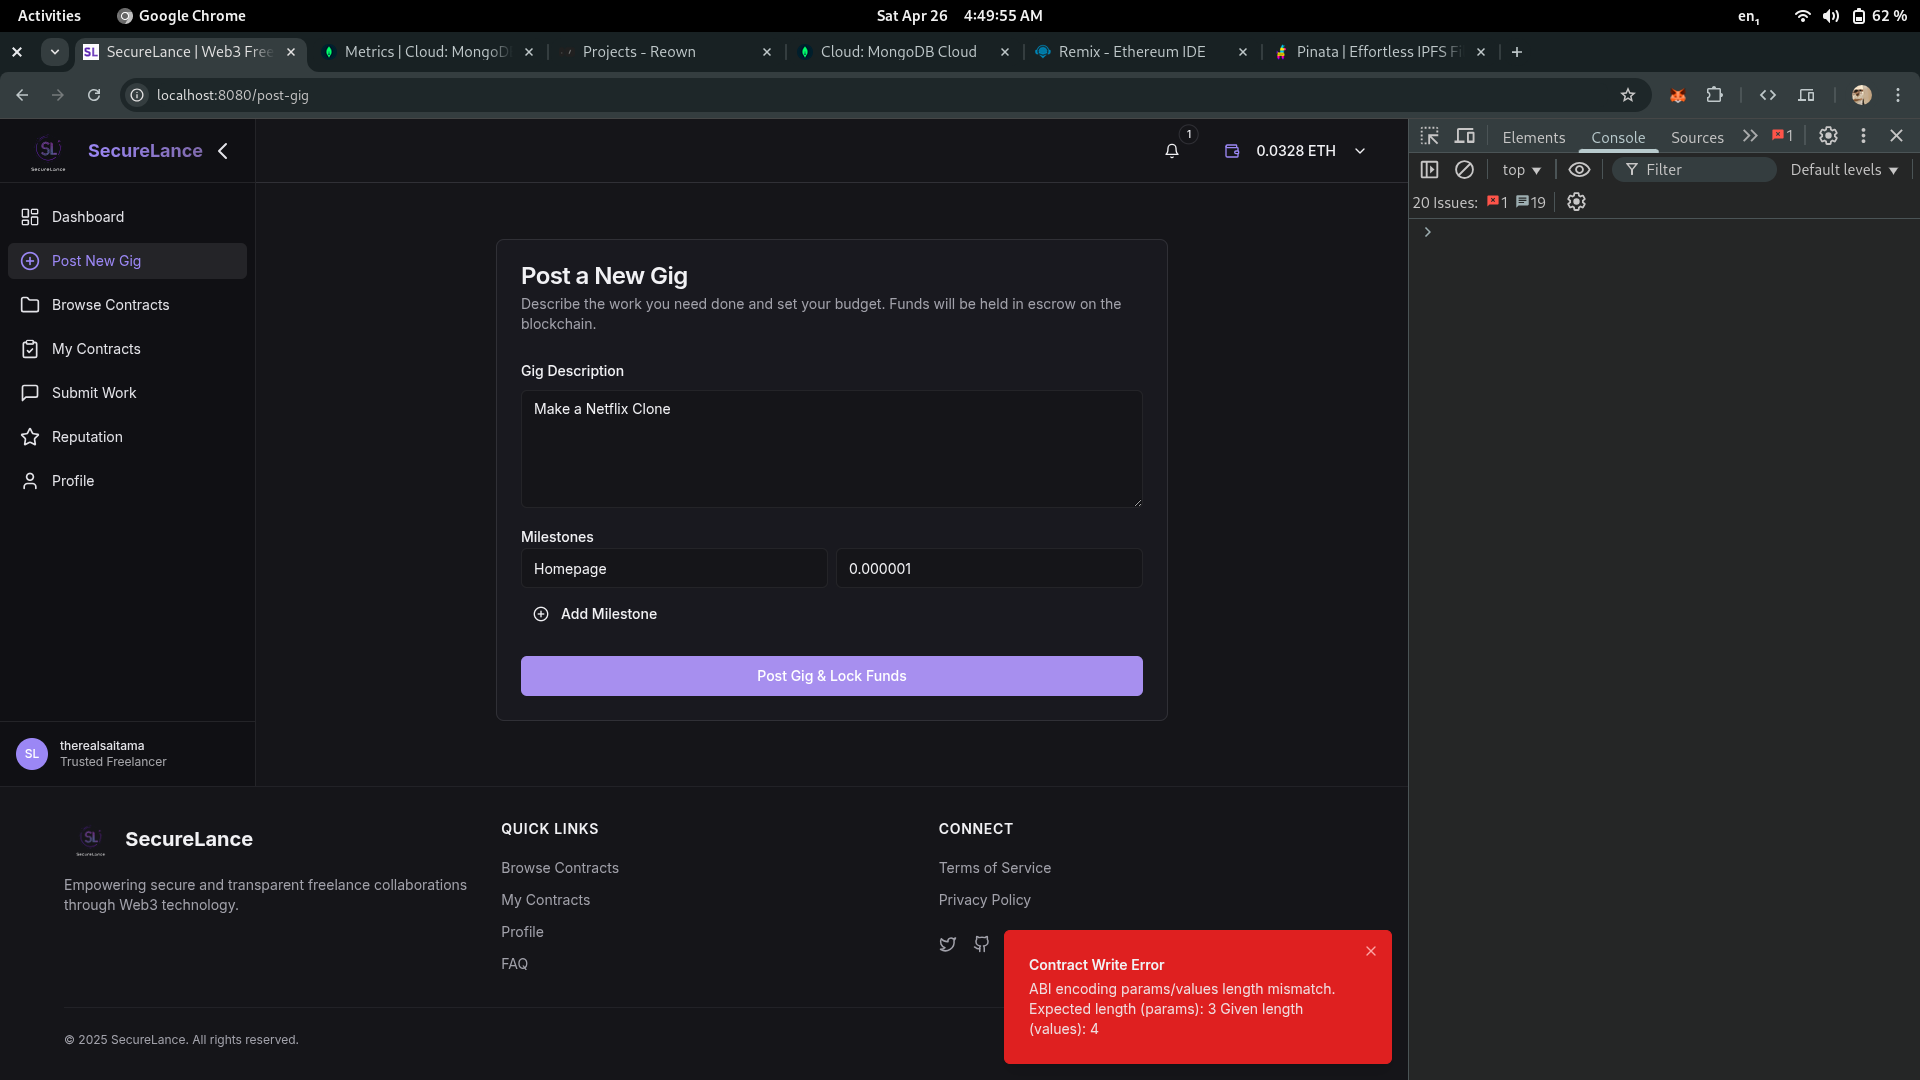 Activities
Google Chrome
Sat Apr 26 4:49:55 AM
en1
62 %
SecureLance | Web3 Free
Metrics | Cloud: MongoD
Projects - Reown
Cloud: MongoDB Cloud
Remix - Ethereum IDE
Pinata | Effortless IPFS Fi
localhost:8080/post-gig
SL
SecureLance
SecureLance
Dashboard
Post New Gig
Browse Contracts
My Contracts
Submit Work
Reputation
Profile
SL
therealsaitama
Trusted Freelancer
1
0.0328 ETH
Post a New Gig
Describe the work you need done and set your budget. Funds will be held in escrow on the
blockchain.
Gig Description
Make a Netflix Clone
Milestones
Homepage
0.000001
Add Milestone
Post Gig & Lock Funds
SL
SecureLance
SecureLance
Empowering secure and transparent freelance collaborations
through Web3 technology.
QUICK LINKS
Browse Contracts
My Contracts
Profile
FAQ
CONNECT
Terms of Service
Privacy Policy
© 2025 SecureLance. All rights reserved.
Contract Write Error
ABI encoding params/values length mismatch.
Expected length (params): 3 Given length
(values): 4
Elements
Console
Sources
1
top
Filter
Default levels
20 Issues:
1
19